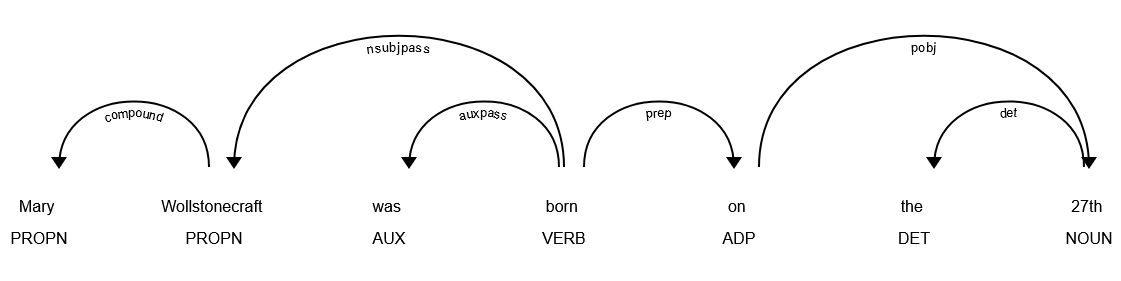 nsubjpass pobj
compound auxpass prep det
Mary Wollstonecraft was born on the 27th
PROPN PROPN AUX VERB ADP DET NOUN